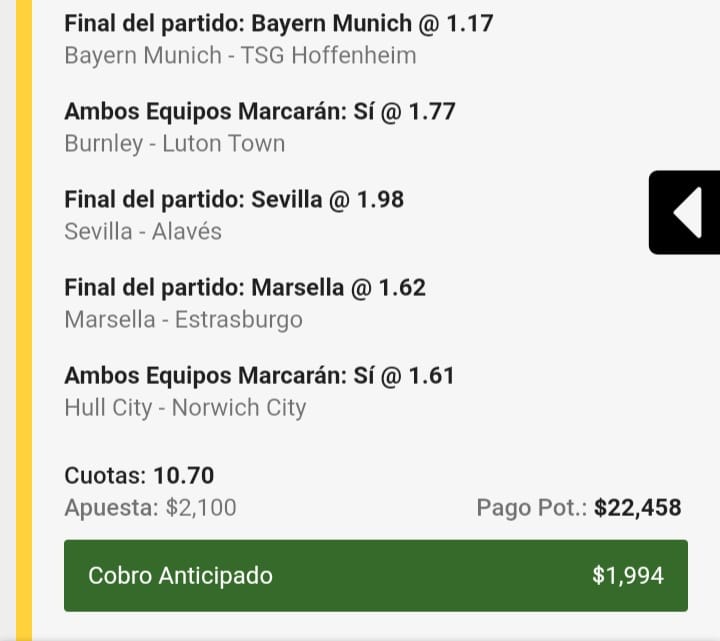 Final del partido: Bayern Munich @ 1.17
Bayern Munich - TSG Hoffenheim
Ambos Equipos Marcarán: Sí @ 1.77
Burnley - Luton Town
Final del partido: Sevilla @ 1.98
Sevilla - Alavés
Final del partido: Marsella @ 1.62
Marsella - Estrasburgo
Ambos Equipos Marcarán: Sí @ 1.61
Hull City - Norwich City
Cuotas: 10.70
Apuesta: $2,100 Pago Pot.: $22,458
Cobro Anticipado $1,994